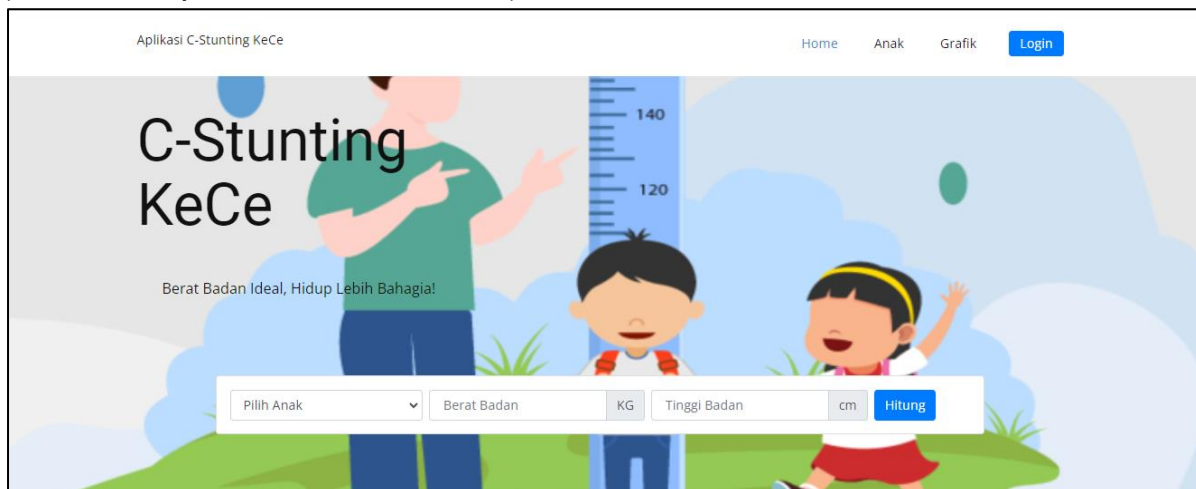 Aplikasi C-Stunting KeCe
Home Anak Grafik Login
140
C-Stunting
KeCe
120
Berat Badan Ideal, Hidup Lebih Bahagia!
Pilih Anak Berat Badan KG Tinggi Badan cm Hitung